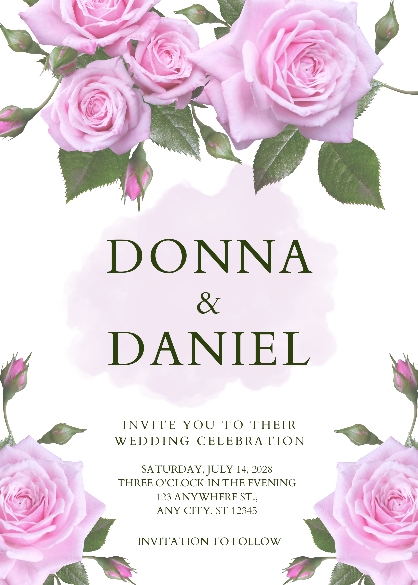 DONNA
&
DANIEL
INVITE YOU TO THEIR
WEDDING CELEBRATION
SATURDAY, JULY 14, 2028
THREE O'CLOCK IN THE EVENING
123 ANYWHERE ST.,
ANY CITY, ST 12345
INVITATION TO FOLLOW